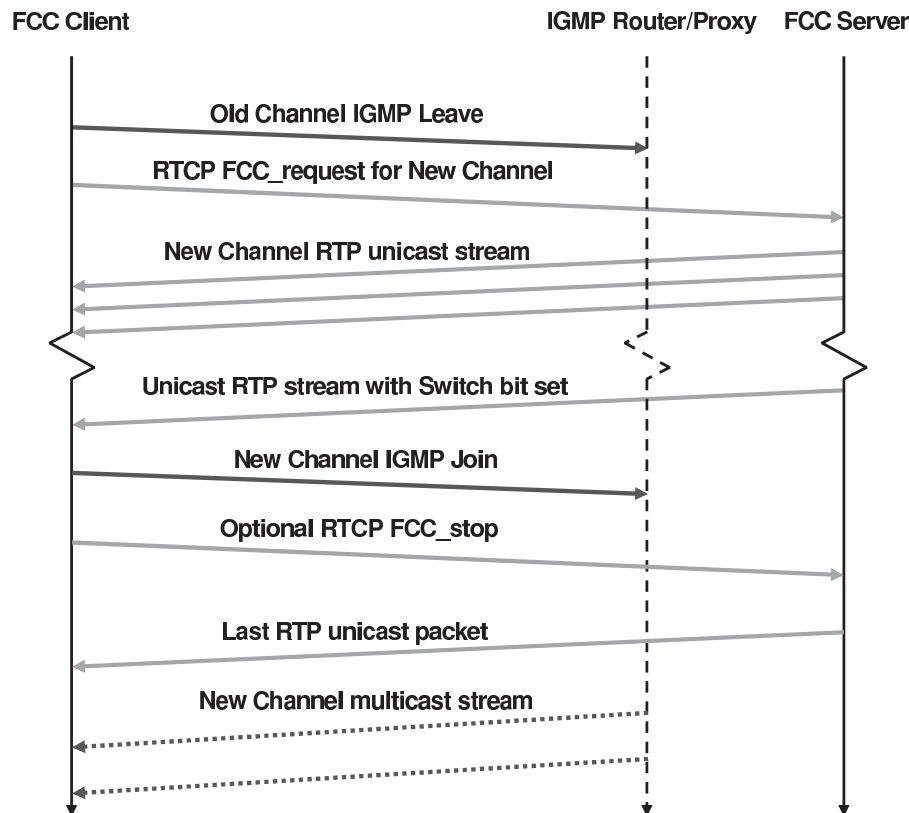 FCC Client
IGMP Router/Proxy
FCC Server
Old Channel IGMP Leave
RTCP FCC_request for New Channel
New Channel RTP unicast stream
Unicast RTP stream with Switch bit set
New Channel IGMP Join
Optional RTCP FCC_stop
Last RTP unicast packet
New Channel multicast stream